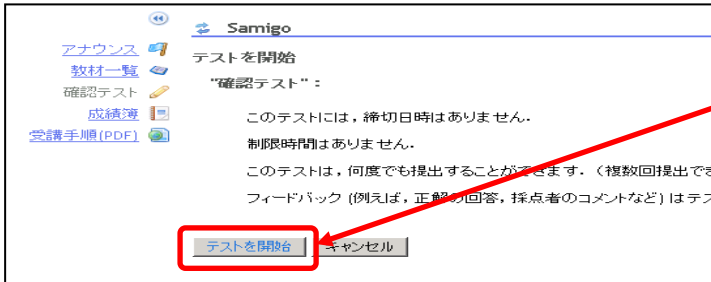 Samigo
アナウンス
教材一覧
確認テスト
成績簿
受講手順(PDF)
テストを開始
"確認テスト"：
このテストには，締切日時はありません．
制限時間はありません．
このテストは，何度でも提出することができます．（複数回提出でき
フィードバック (例えば，正解の回答，採点者のコメントなど) はテス
テストを開始
キャンセル